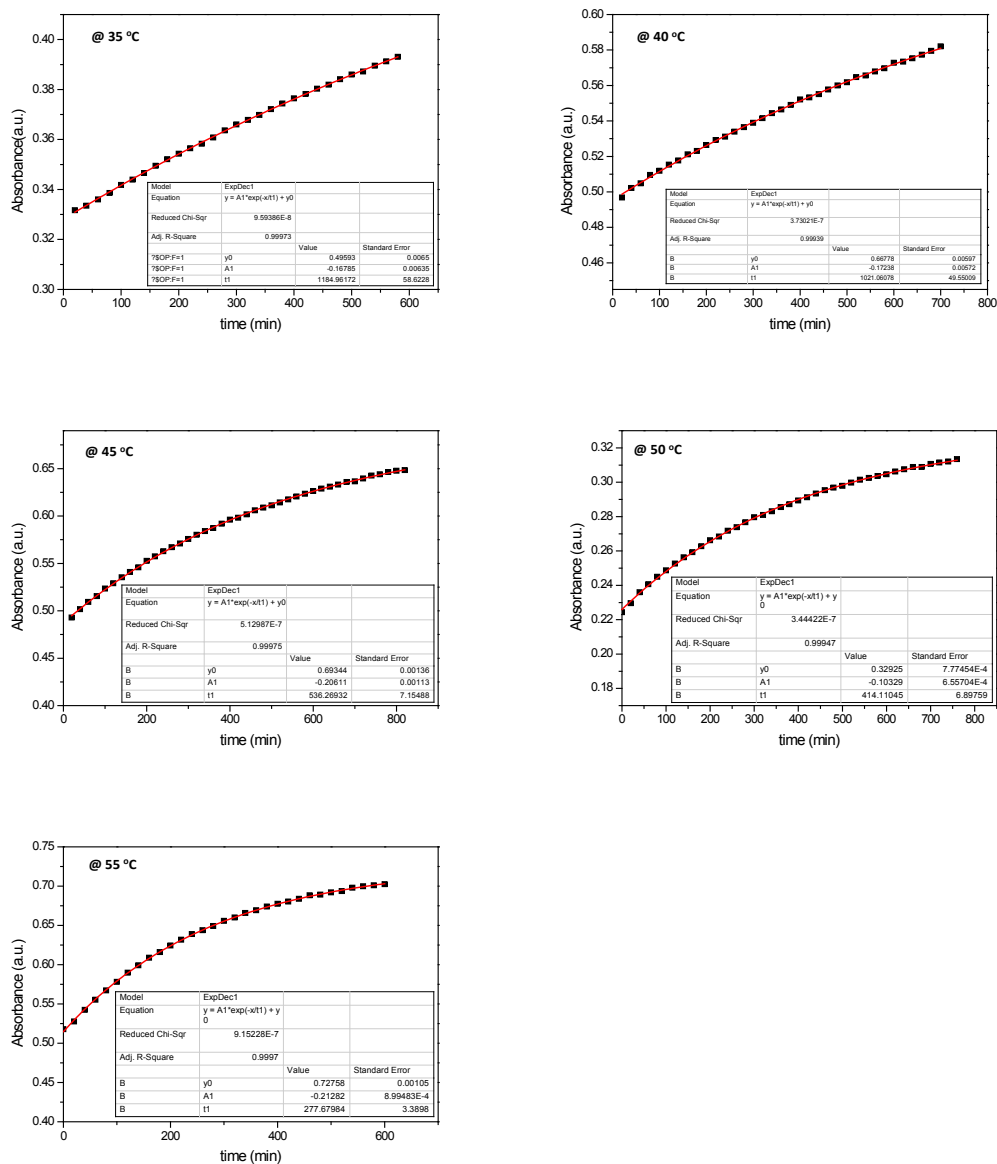 @ 35 °C
Absorbance(a.u.)
0.40
0.38
0.36
0.34
0.32
0.30
Model ExpDec1
Equation y = A1*exp(-x/t1) + y0
Reduced Chi-Sqr 9.59386E-8
Adj. R-Square 0.99973
Value Standard Error
?$OP:F=1 y0 0.49593 0.0065
?$OP:F=1 A1 -0.16785 0.00635
?$OP:F=1 t1 1184.96172 58.6228
0 100 200 300 400 500 600
time (min)
@ 40 °C
Absorbance (a.u.)
0.60
0.58
0.56
0.54
0.52
0.50
0.48
0.46
Model ExpDec1
Equation y = A1*exp(-x/t1) + y0
Reduced Chi-Sqr 3.73021E-7
Adj. R-Square 0.99939
Value Standard Error
B y0 0.66778 0.00597
B A1 -0.17238 0.00572
B t1 1021.06078 49.55009
0 100 200 300 400 500 600 700 800
time (min)
@ 45 °C
Absorbance (a.u.)
0.65
0.60
0.55
0.50
0.45
0.40
Model ExpDec1
Equation y = A1*exp(-x/t1) + y0
Reduced Chi-Sqr 5.12987E-7
Adj. R-Square 0.99975
Value Standard Error
B y0 0.69344 0.00136
B A1 -0.20611 0.00113
B t1 536.26932 7.15488
0 200 400 600 800
time (min)
@ 50 °C
Absorbance (a.u.)
0.32
0.30
0.28
0.26
0.24
0.22
0.20
0.18
Model ExpDec1
Equation y = A1*exp(-x/t1) + y
0
Reduced Chi-Sqr 3.44422E-7
Adj. R-Square 0.99947
Value Standard Error
B y0 0.32925 7.77454E-4
B A1 -0.10329 6.55704E-4
B t1 414.11045 6.89759
0 100 200 300 400 500 600 700 800
time (min)
@ 55 °C
Absorbance (a.u.)
0.75
0.70
0.65
0.60
0.55
0.50
0.45
0.40
Model ExpDec1
Equation y = A1*exp(-x/t1) + y
0
Reduced Chi-Sqr 9.15228E-7
Adj. R-Square 0.9997
Value Standard Error
B y0 0.72758 0.00105
B A1 -0.21282 8.99483E-4
B t1 277.67984 3.3898
0 200 400 600
time (min)